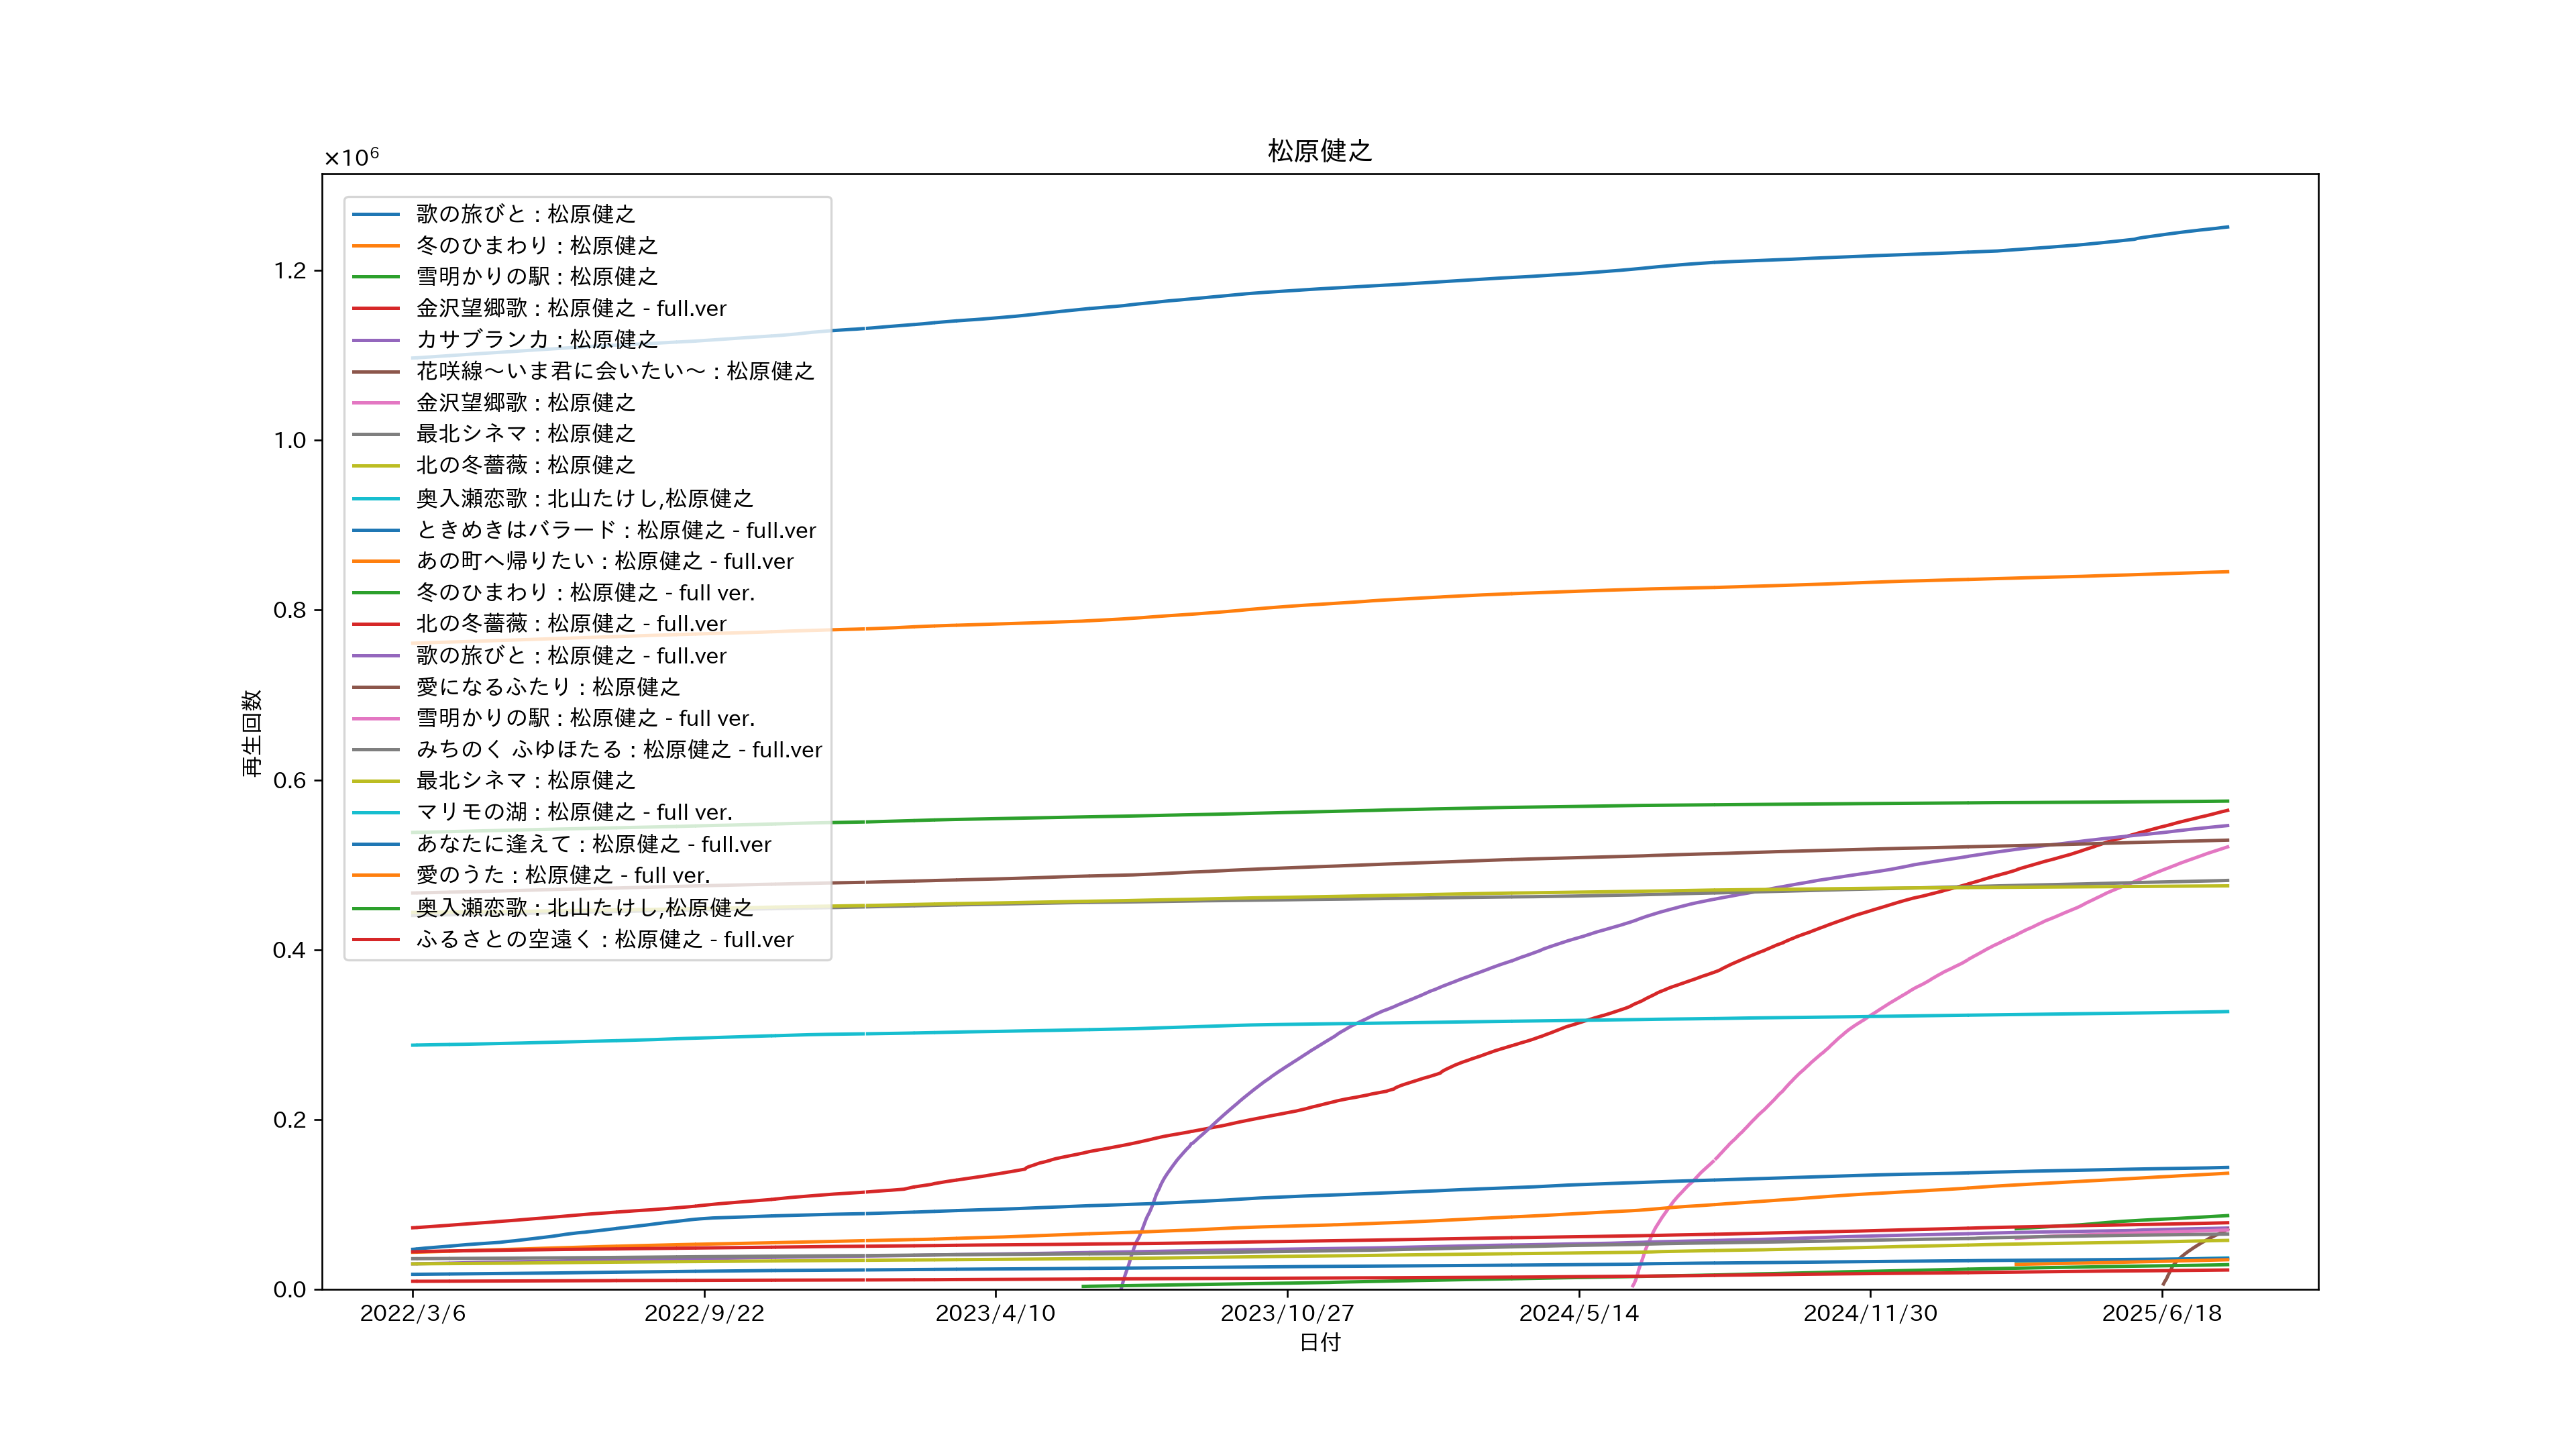 松原健之
×10⁶
歌の旅びと : 松原健之
冬のひまわり : 松原健之
雪明かりの駅 : 松原健之
金沢望郷歌 : 松原健之 - full.ver
カサブランカ : 松原健之
花咲線〜いま君に会いたい〜 : 松原健之
金沢望郷歌 : 松原健之
最北シネマ : 松原健之
北の冬薔薇 : 松原健之
奥入瀬恋歌 : 北山たけし,松原健之
ときめきはバラード : 松原健之 - full.ver
あの町へ帰りたい : 松原健之 - full.ver
冬のひまわり : 松原健之 - full ver.
北の冬薔薇 : 松原健之 - full.ver
歌の旅びと : 松原健之 - full.ver
愛になるふたり : 松原健之
雪明かりの駅 : 松原健之 - full ver.
みちのく ふゆほたる : 松原健之 - full.ver
最北シネマ : 松原健之
マリモの湖 : 松原健之 - full ver.
あなたに逢えて : 松原健之 - full.ver
愛のうた : 松原健之 - full ver.
奥入瀬恋歌 : 北山たけし,松原健之
ふるさとの空遠く : 松原健之 - full.ver
1.2
1.0
0.8
0.6
0.4
0.2
0.0
再生回数
2022/3/6
2022/9/22
2023/4/10
2023/10/27
2024/5/14
2024/11/30
2025/6/18
日付